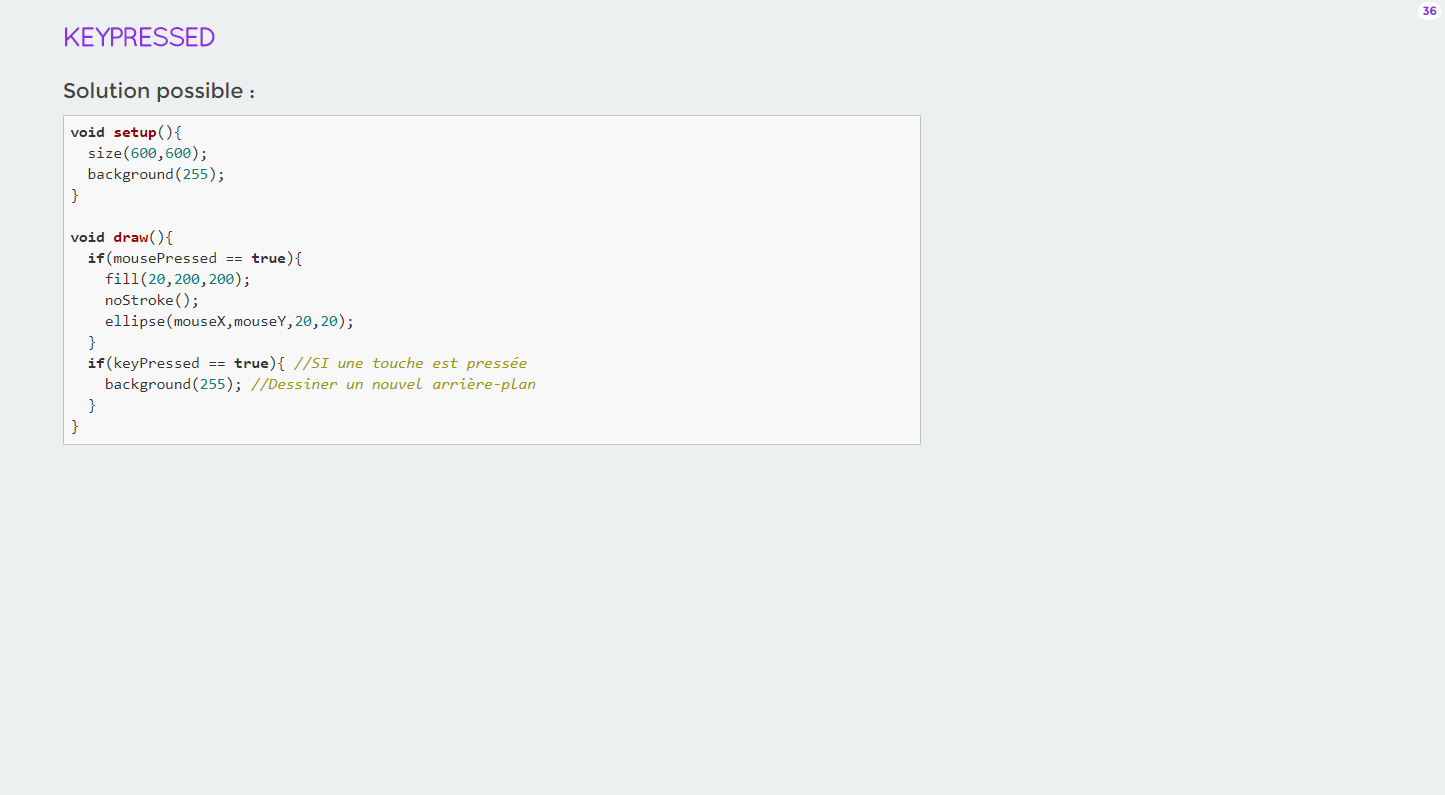 36
KEYPRESSED
Solution possible :
void setup(){
  size(600,600);
  background(255);
}

void draw(){
  if(mousePressed == true){
    fill(20,200,200);
    noStroke();
    ellipse(mouseX,mouseY,20,20);
  }
  if(keyPressed == true){ //SI une touche est pressée
    background(255); //Dessiner un nouvel arrière-plan
  }
}